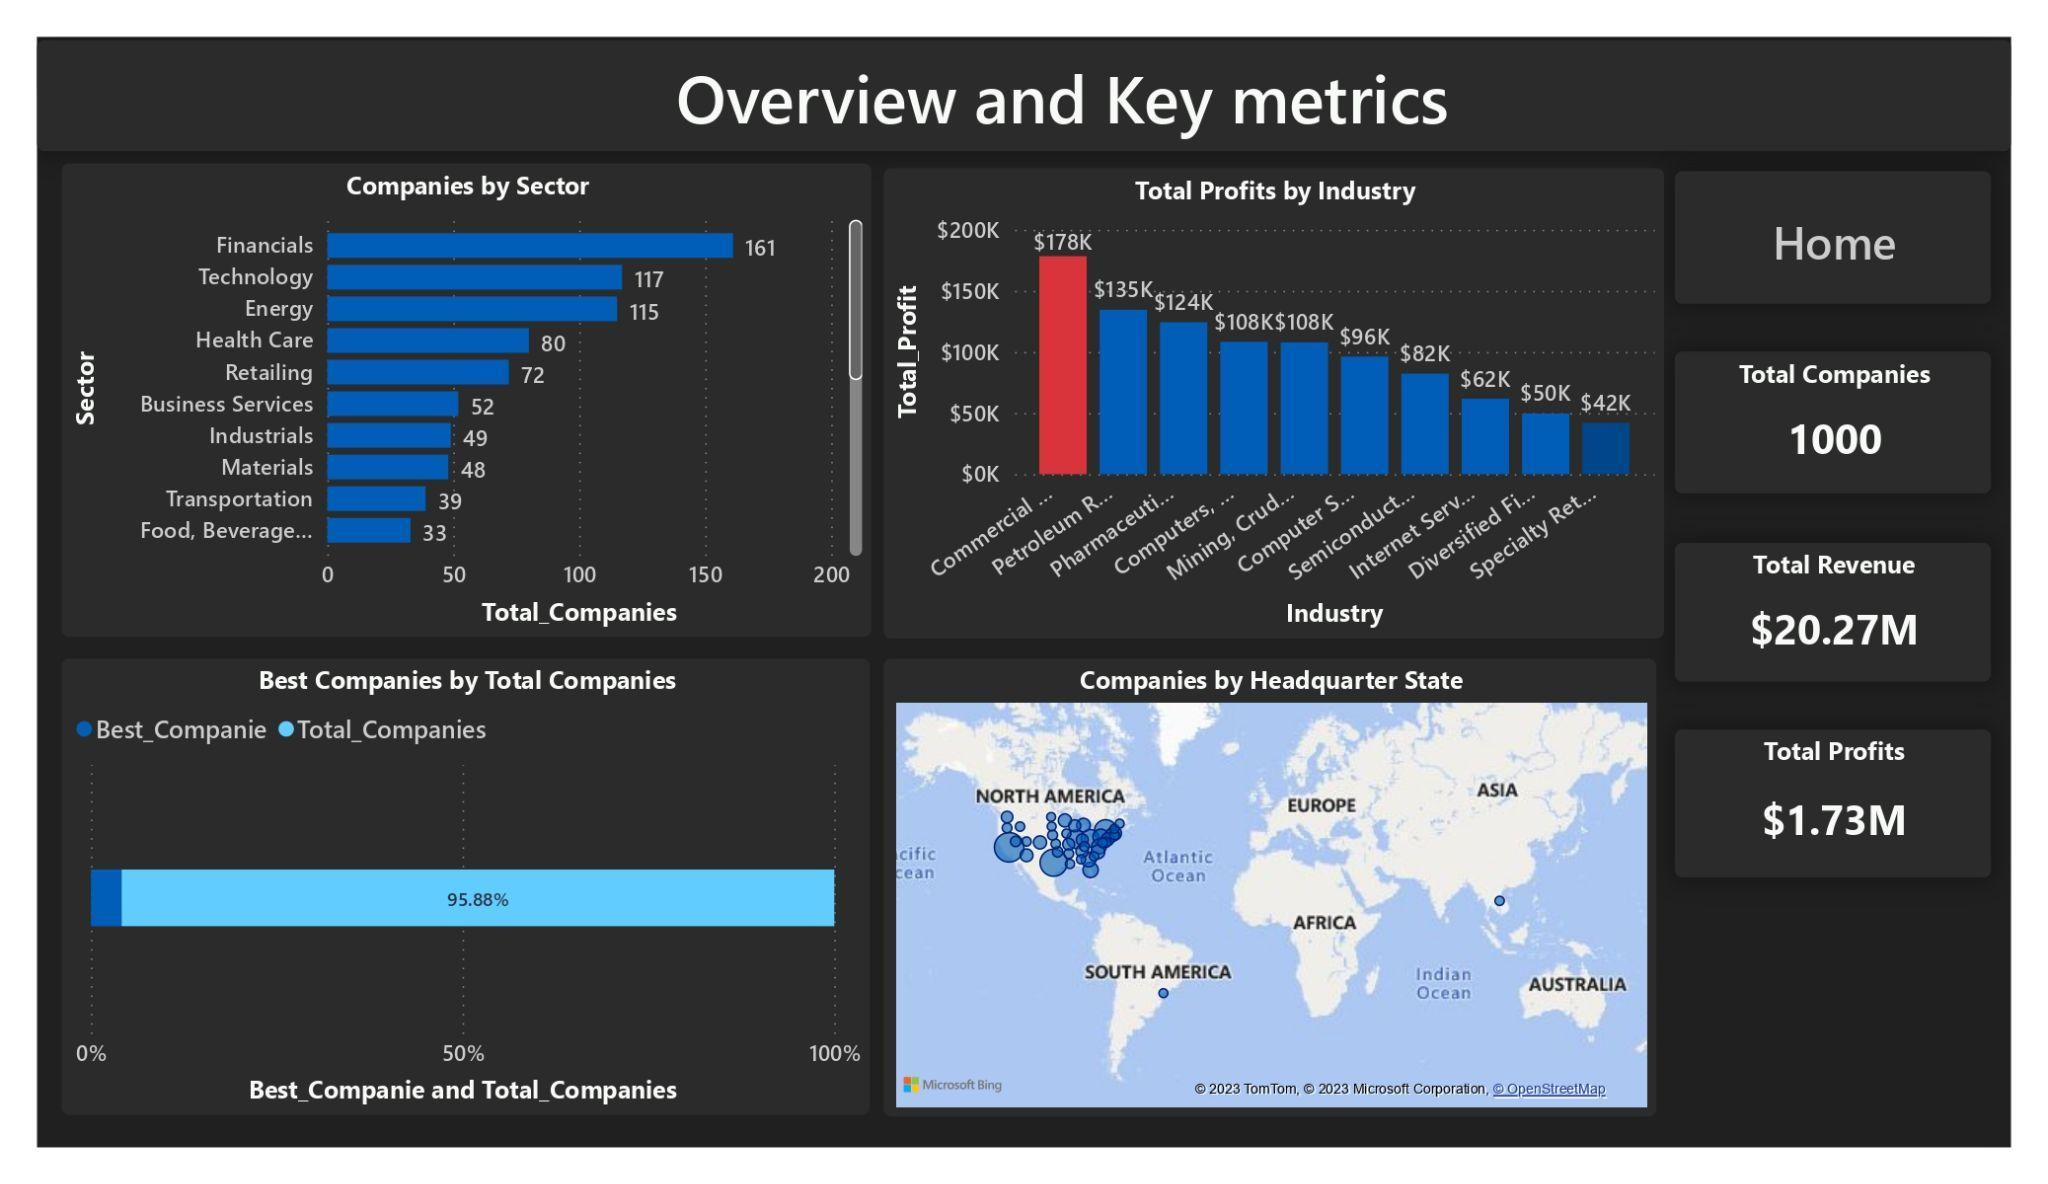 Overview and Key metrics
Companies by Sector
Sector
Financials 161
Technology 117
Energy 115
Health Care 80
Retailing 72
Business Services 52
Industrials 49
Materials 48
Transportation 39
Food, Beverage... 33
0 50 100 150 200
Total_Companies
Total Profits by Industry
Total_Profit
$200K
$150K
$100K
$50K
$0K
$178K
$135K
$124K
$108K
$108K
$96K
$82K
$62K
$50K
$42K
Commercial ...
Petroleum R...
Pharmaceuti...
Computers, ...
Mining, Crud...
Computer S...
Semiconduct...
Internet Serv...
Diversified Fi...
Specialty Ret...
Industry
Home
Total Companies
1000
Total Revenue
$20.27M
Total Profits
$1.73M
Best Companies by Total Companies
Best_Companie Total_Companies
95.88%
0% 50% 100%
Best_Companie and Total_Companies
Companies by Headquarter State
NORTH AMERICA
EUROPE
ASIA
cific
cean
Atlantic
Ocean
AFRICA
SOUTH AMERICA
Indian
Ocean
AUSTRALIA
Microsoft Bing
© 2023 TomTom, © 2023 Microsoft Corporation, © OpenStreetMap